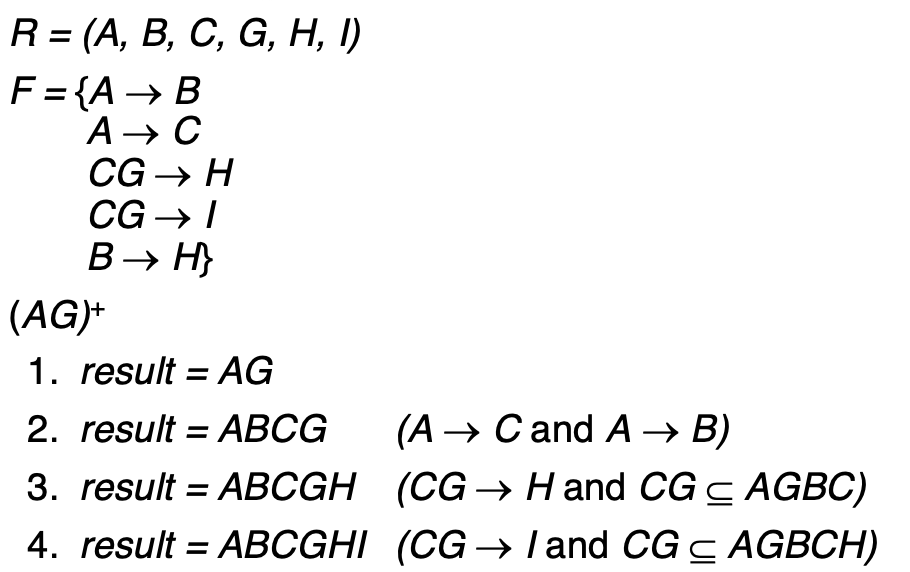 R = (A, B, C, G, H, I)
F = {A → B
A → C
CG → H
CG → I
B → H}
(AG)⁺
1. result = AG
2. result = ABCG (A → C and A → B)
3. result = ABCGH (CG → H and CG ⊆ AGBC)
4. result = ABCGHI (CG → I and CG ⊆ AGBCH)